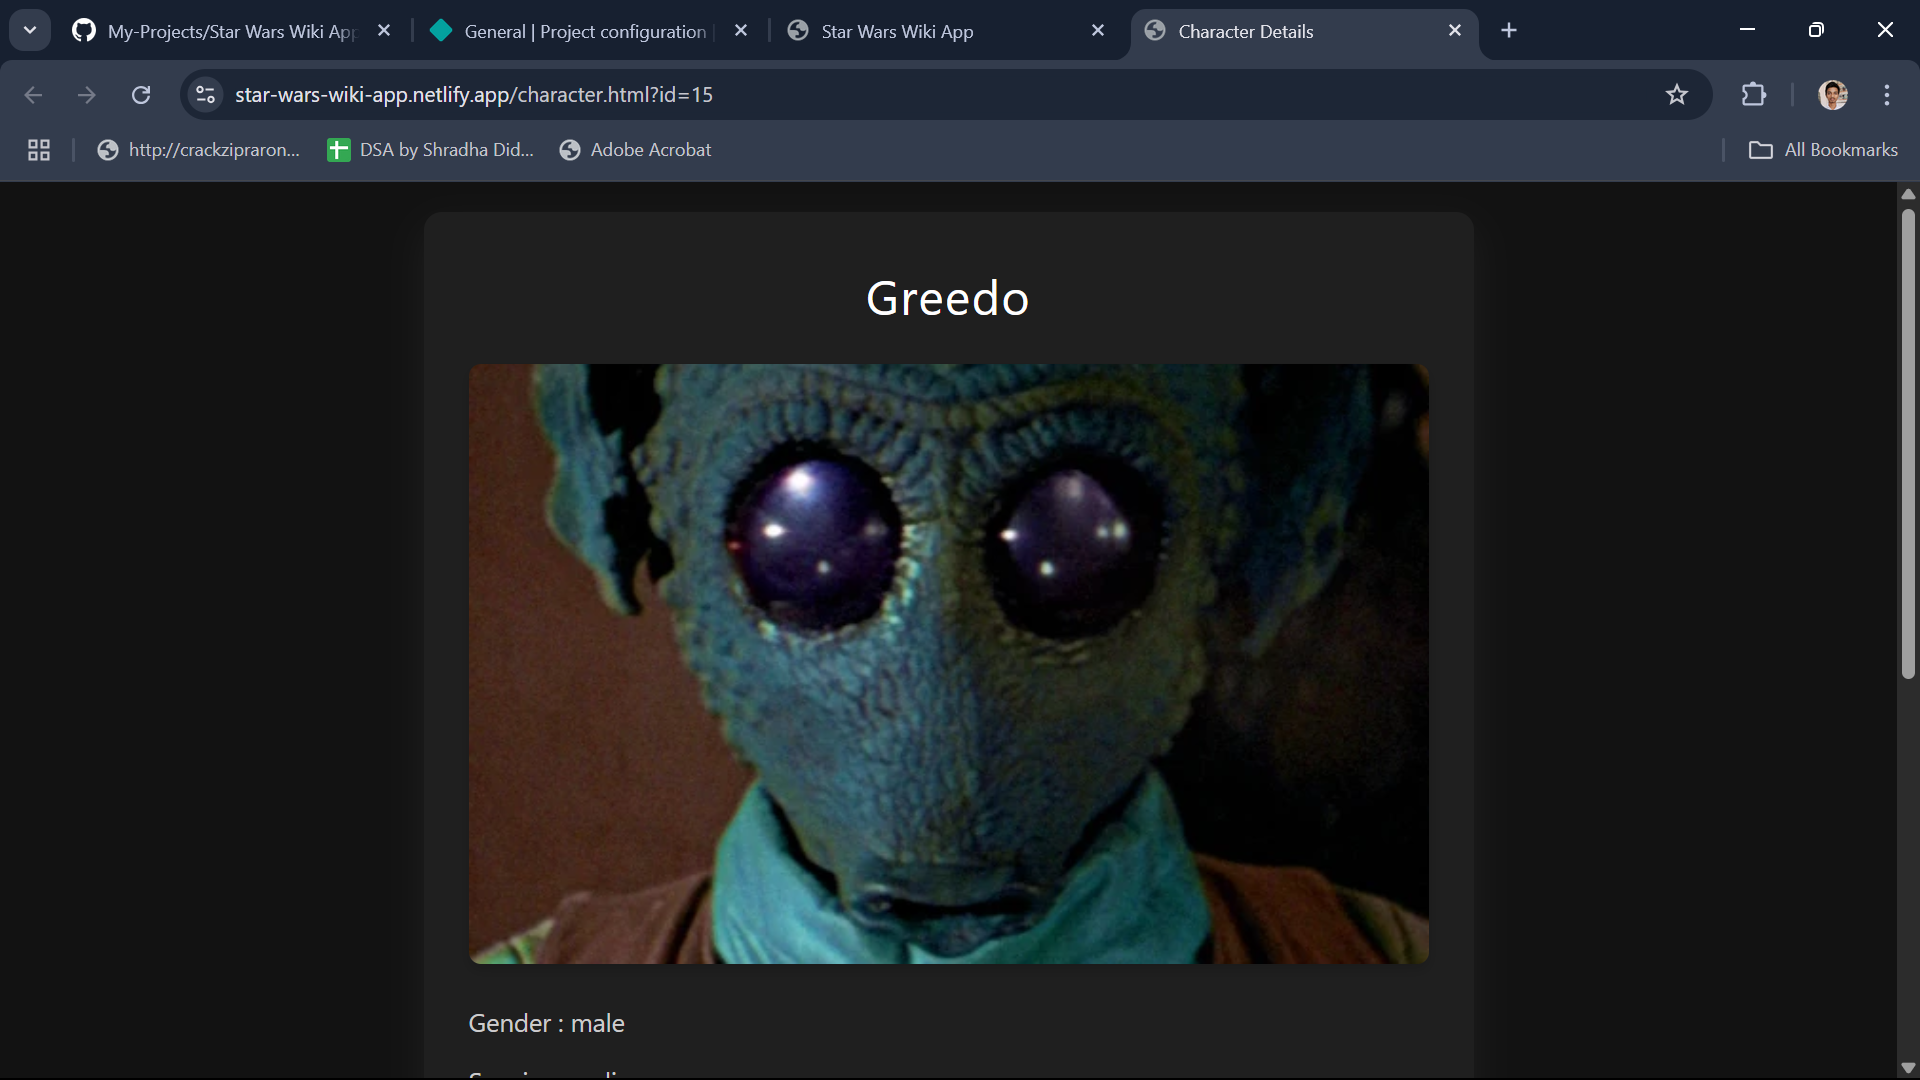 My-Projects/Star Wars Wiki App
General | Project configuration
Star Wars Wiki App
Character Details
star-wars-wiki-app.netlify.app/character.html?id=15
http://crackzipraron...
DSA by Shradha Did...
Adobe Acrobat
All Bookmarks
Greedo
Gender : male